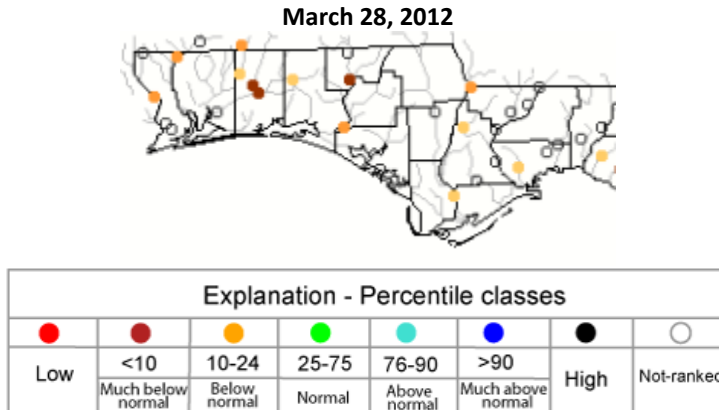 March 28, 2012
Explanation - Percentile classes
Low <10 10-24 25-75 76-90 >90 High Not-ranked
Much below normal Below normal Normal Above normal Much above normal